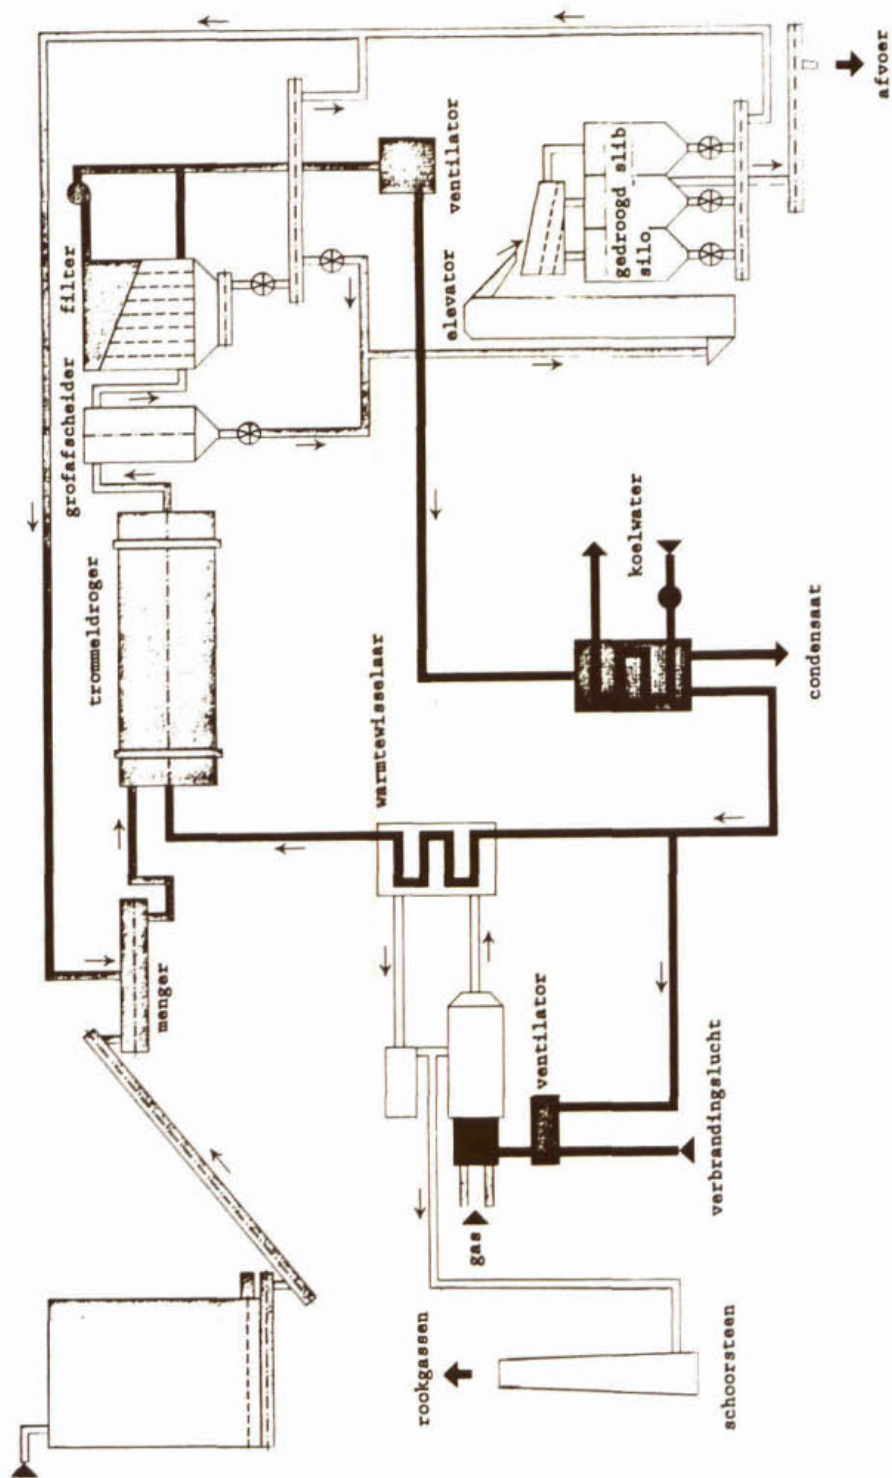 menger
trommeldroger
grofafscheider
filter
ventilator
elevator
gedroogd slib
silo
afvoer
warmtewisselaar
koelwater
condensaat
gas
ventilator
verbrandingslucht
rookgassen
schoorsteen